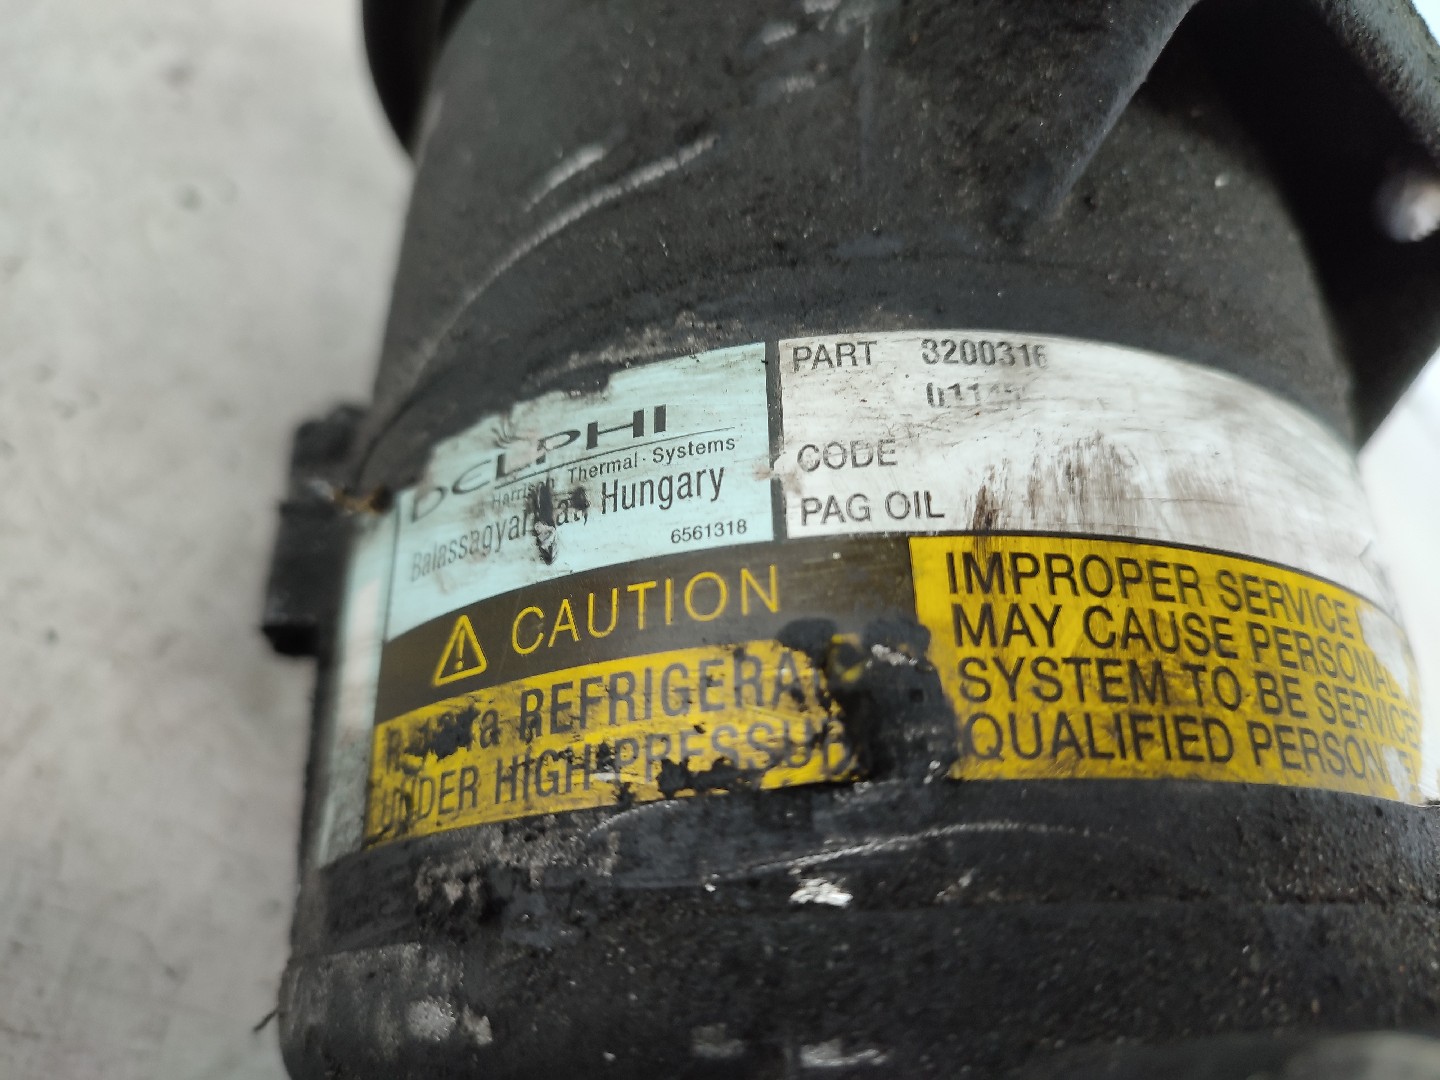 DELPHI
Harrison Thermal Systems
Hungary
6561318
PART 3200316
CODE
PAG OIL
CAUTION
REFRIGERA
UNDER HIGH PRESSU
IMPROPER SERVICE
MAY CAUSE PERSONAL
SYSTEM TO BE SERVICE
QUALIFIED PERSON